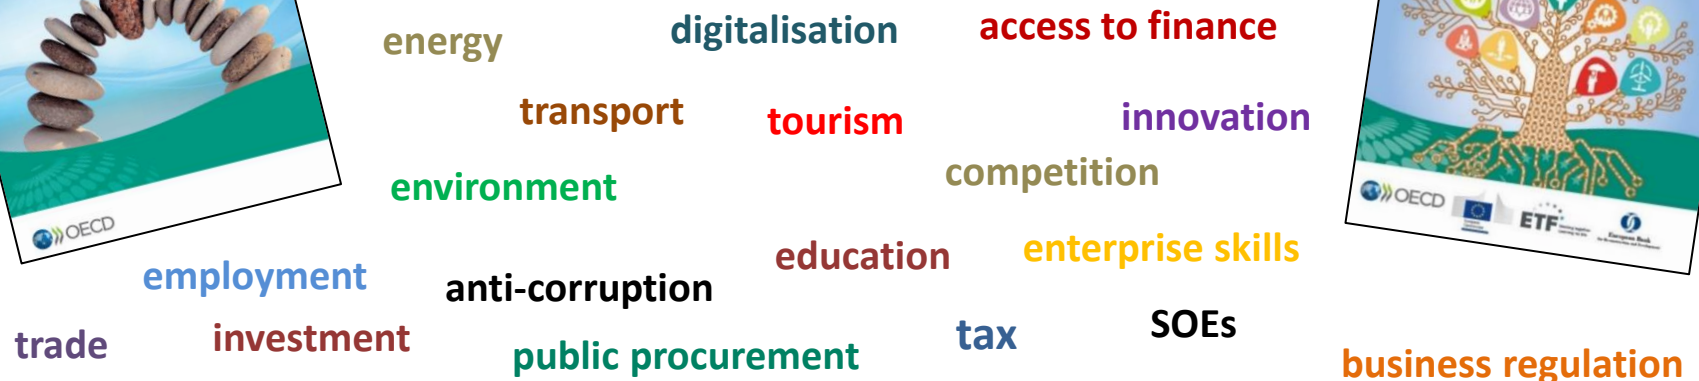 energy
digitalisation
access to finance
transport
tourism
innovation
environment
competition
OECD
OECD
ETF
education
enterprise skills
employment
anti-corruption
trade
investment
public procurement
tax
SOEs
business regulation